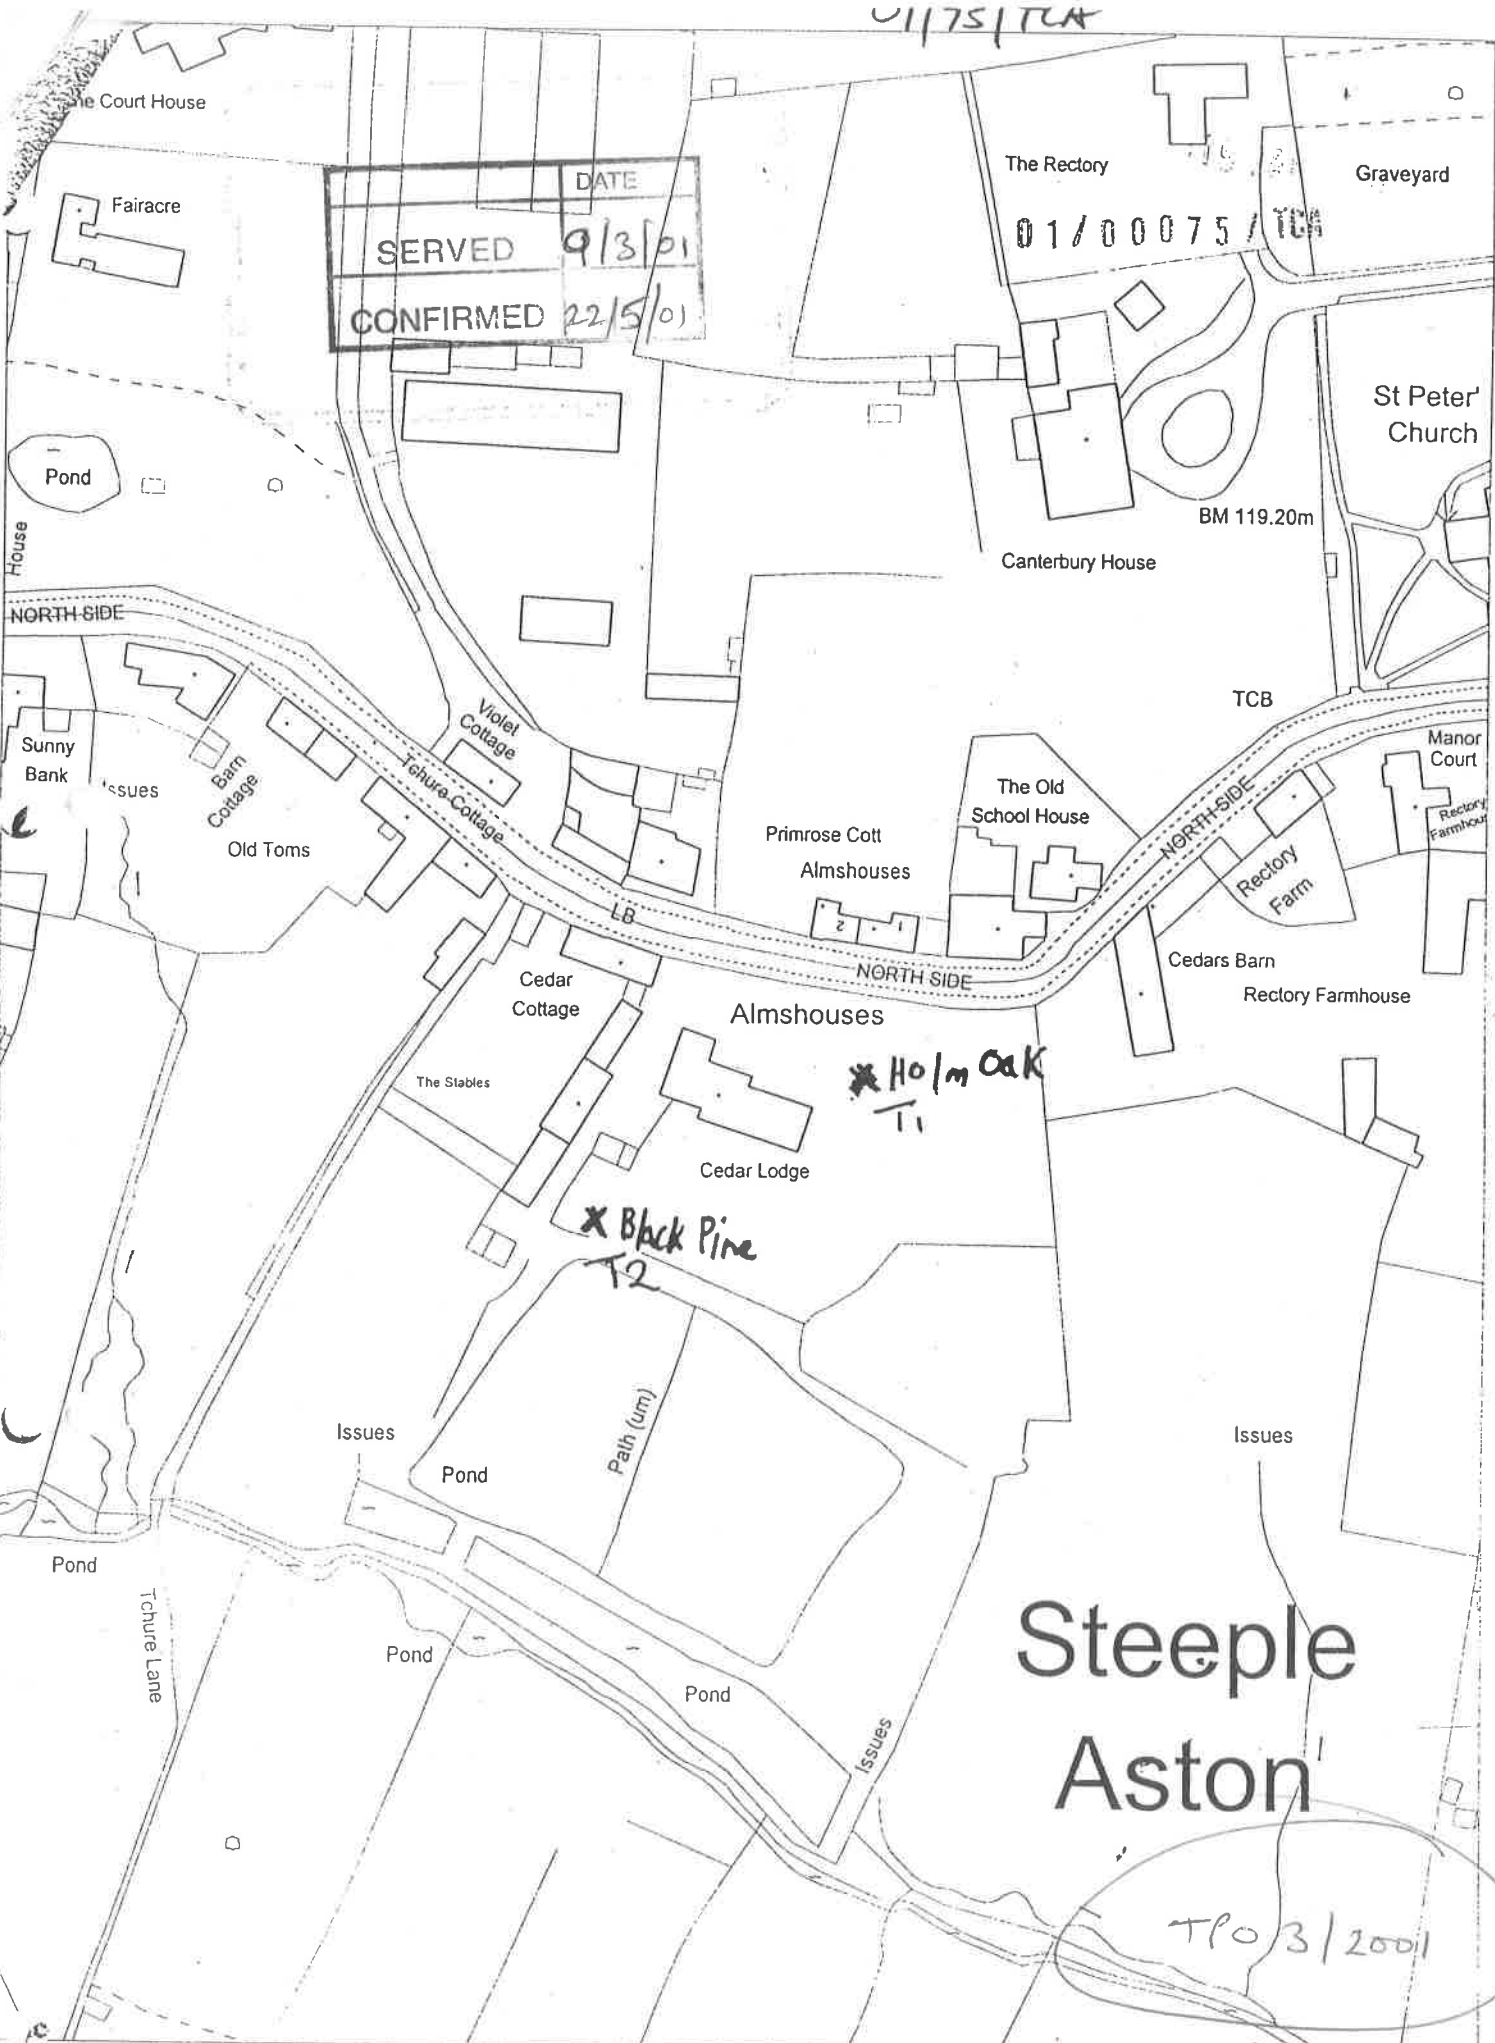 01/75/TCA
The Court House
The Rectory
Graveyard
DATE
SERVED 9/3/01
CONFIRMED 22/5/01
Fairacre
01/00075/TCA
St Peter'
Church
Pond
BM 119.20m
House
Canterbury House
NORTH SIDE
TCB
Violet
Cottage
Sunny
Bank
Issues
Barn
Cottage
Tchure Cottage
Manor
Court
The Old
School House
NORTH SIDE
Rectory
Farmhou
Primrose Cott
Old Toms
Almshouses
Rectory
Farm
LB
2
1
Cedars Barn
NORTH SIDE
Cedar
Cottage
Rectory Farmhouse
Almshouses
Holm Oak
T1
The Stables
Cedar Lodge
Black Pine
T2
Issues
Path (um)
Issues
Pond
Pond
Tchure Lane
Pond
Pond
Issues
Steeple
Aston
TPO 3/2001